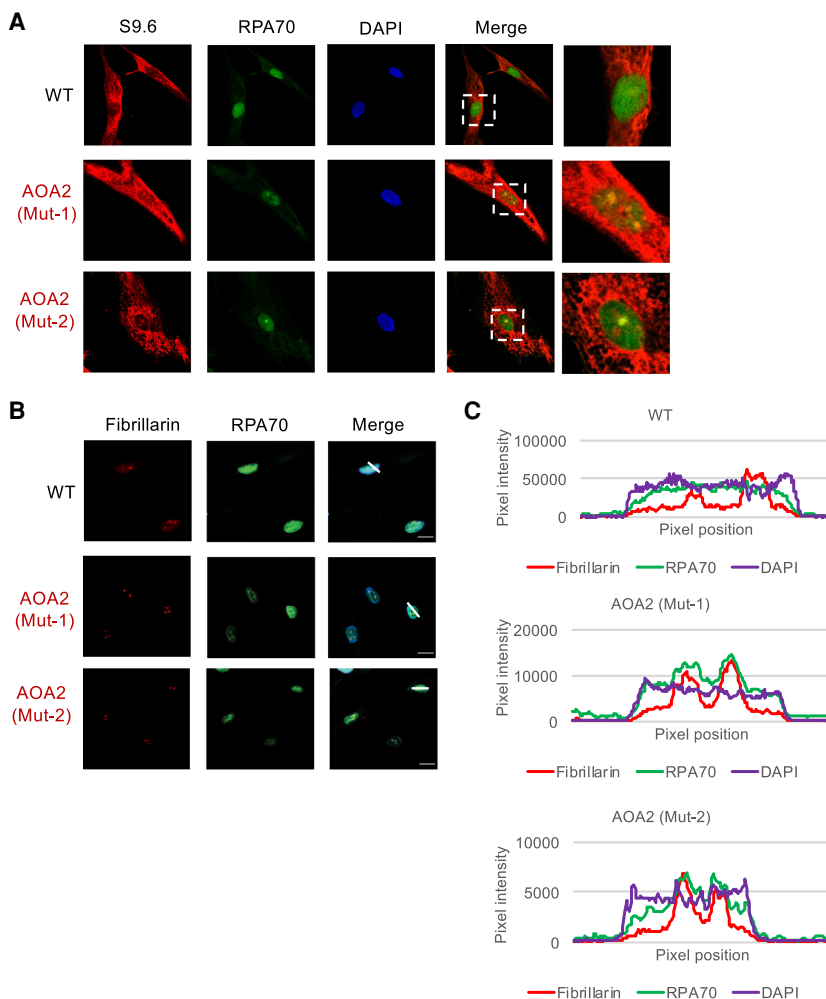 A
S9.6 RPA70 DAPI Merge
WT
AOA2
(Mut-1)
AOA2
(Mut-2)
B
Fibrillarin RPA70 Merge
WT
AOA2
(Mut-1)
AOA2
(Mut-2)
C
WT
Pixel intensity
100000
50000
0
Pixel position
Fibrillarin RPA70 DAPI
AOA2 (Mut-1)
Pixel intensity
20000
10000
0
Pixel position
Fibrillarin RPA70 DAPI
AOA2 (Mut-2)
Pixel intensity
10000
5000
0
Pixel position
Fibrillarin RPA70 DAPI